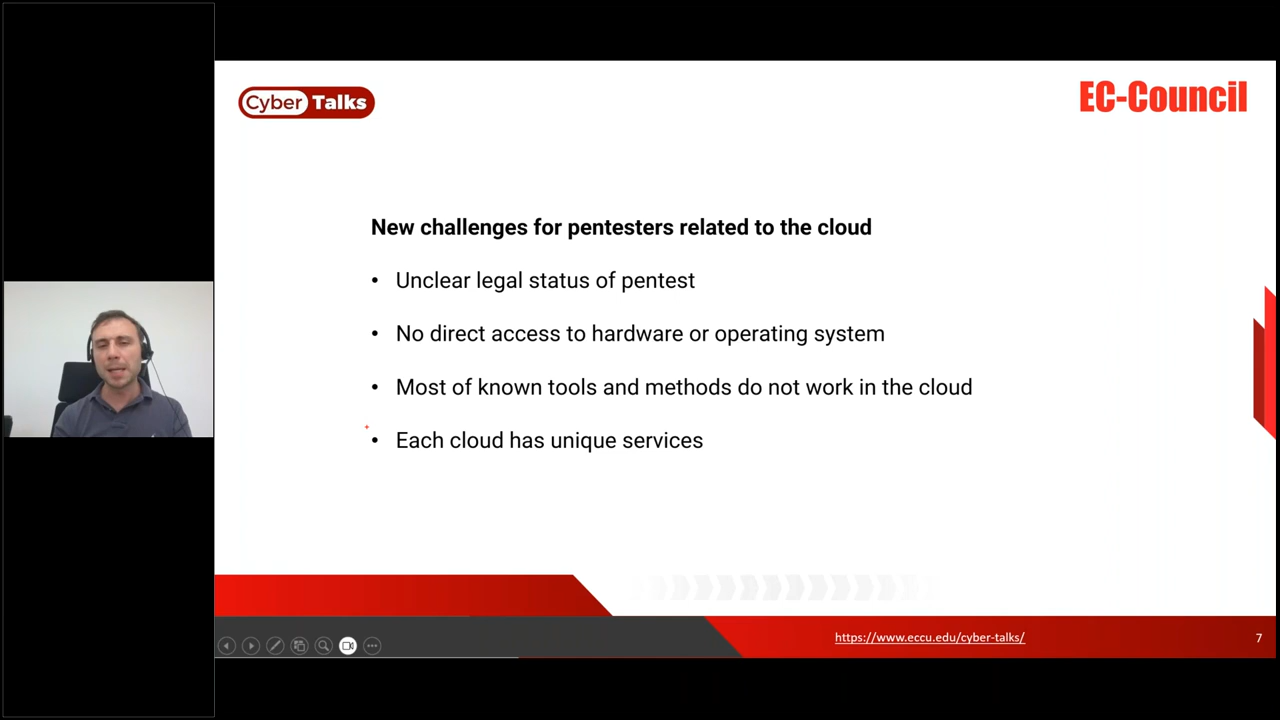 Cyber Talks
EC-Council
New challenges for pentesters related to the cloud
• Unclear legal status of pentest
• No direct access to hardware or operating system
• Most of known tools and methods do not work in the cloud
• Each cloud has unique services
https://www.eccu.edu/cyber-talks/
7